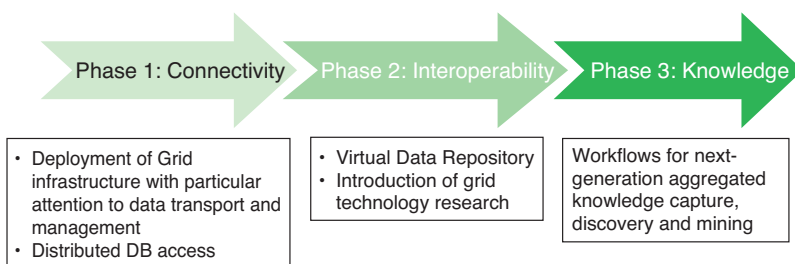 Phase 1: Connectivity
Phase 2: Interoperability
Phase 3: Knowledge
• Deployment of Grid
infrastructure with particular
attention to data transport and
management
• Distributed DB access
• Virtual Data Repository
• Introduction of grid
technology research
Workflows for next-
generation aggregated
knowledge capture,
discovery and mining